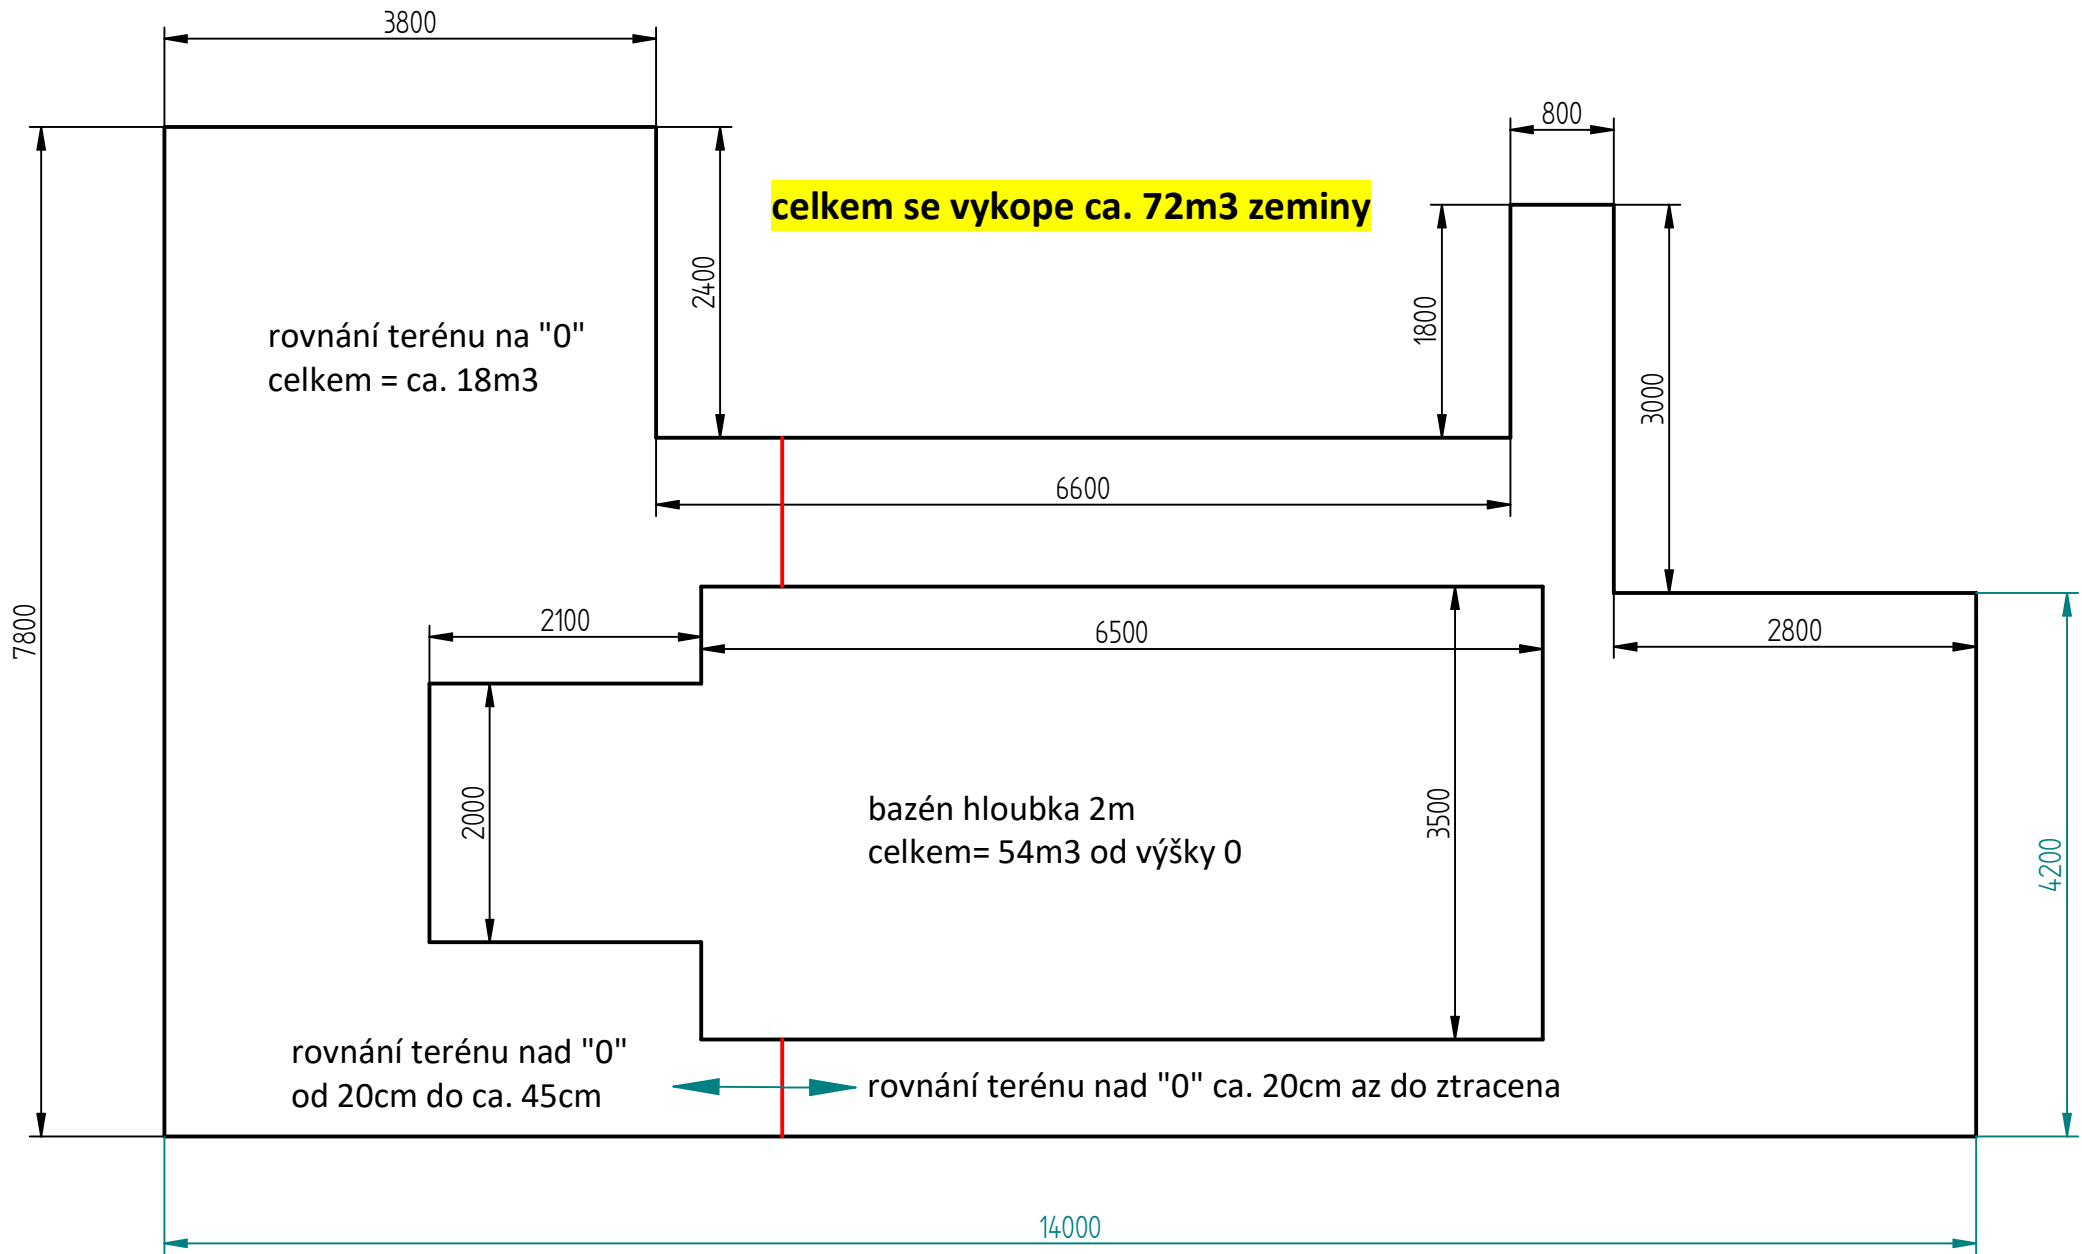 3800
800
celkem se vykope ca. 72m3 zeminy
2400
1800
rovnání terénu na "0"
celkem = ca. 18m3
3000
6600
7800
2100
6500
2800
2000
bazén hloubka 2m
celkem= 54m3 od výšky 0
3500
4200
rovnání terénu nad "0"
od 20cm do ca. 45cm
rovnání terénu nad "0" ca. 20cm az do ztracena
14000